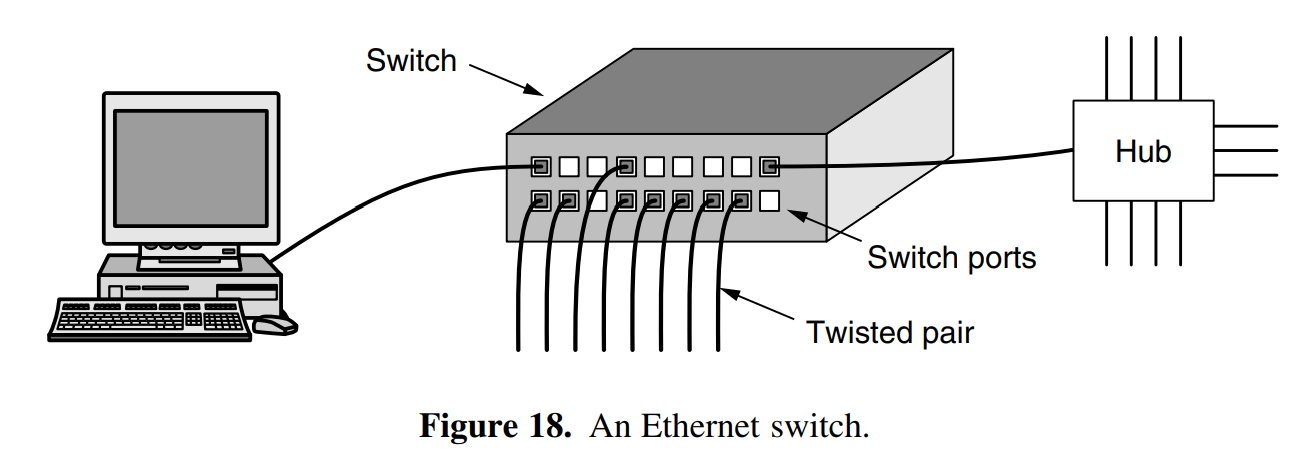 Switch
Hub
Switch ports
Twisted pair
Figure 18. An Ethernet switch.